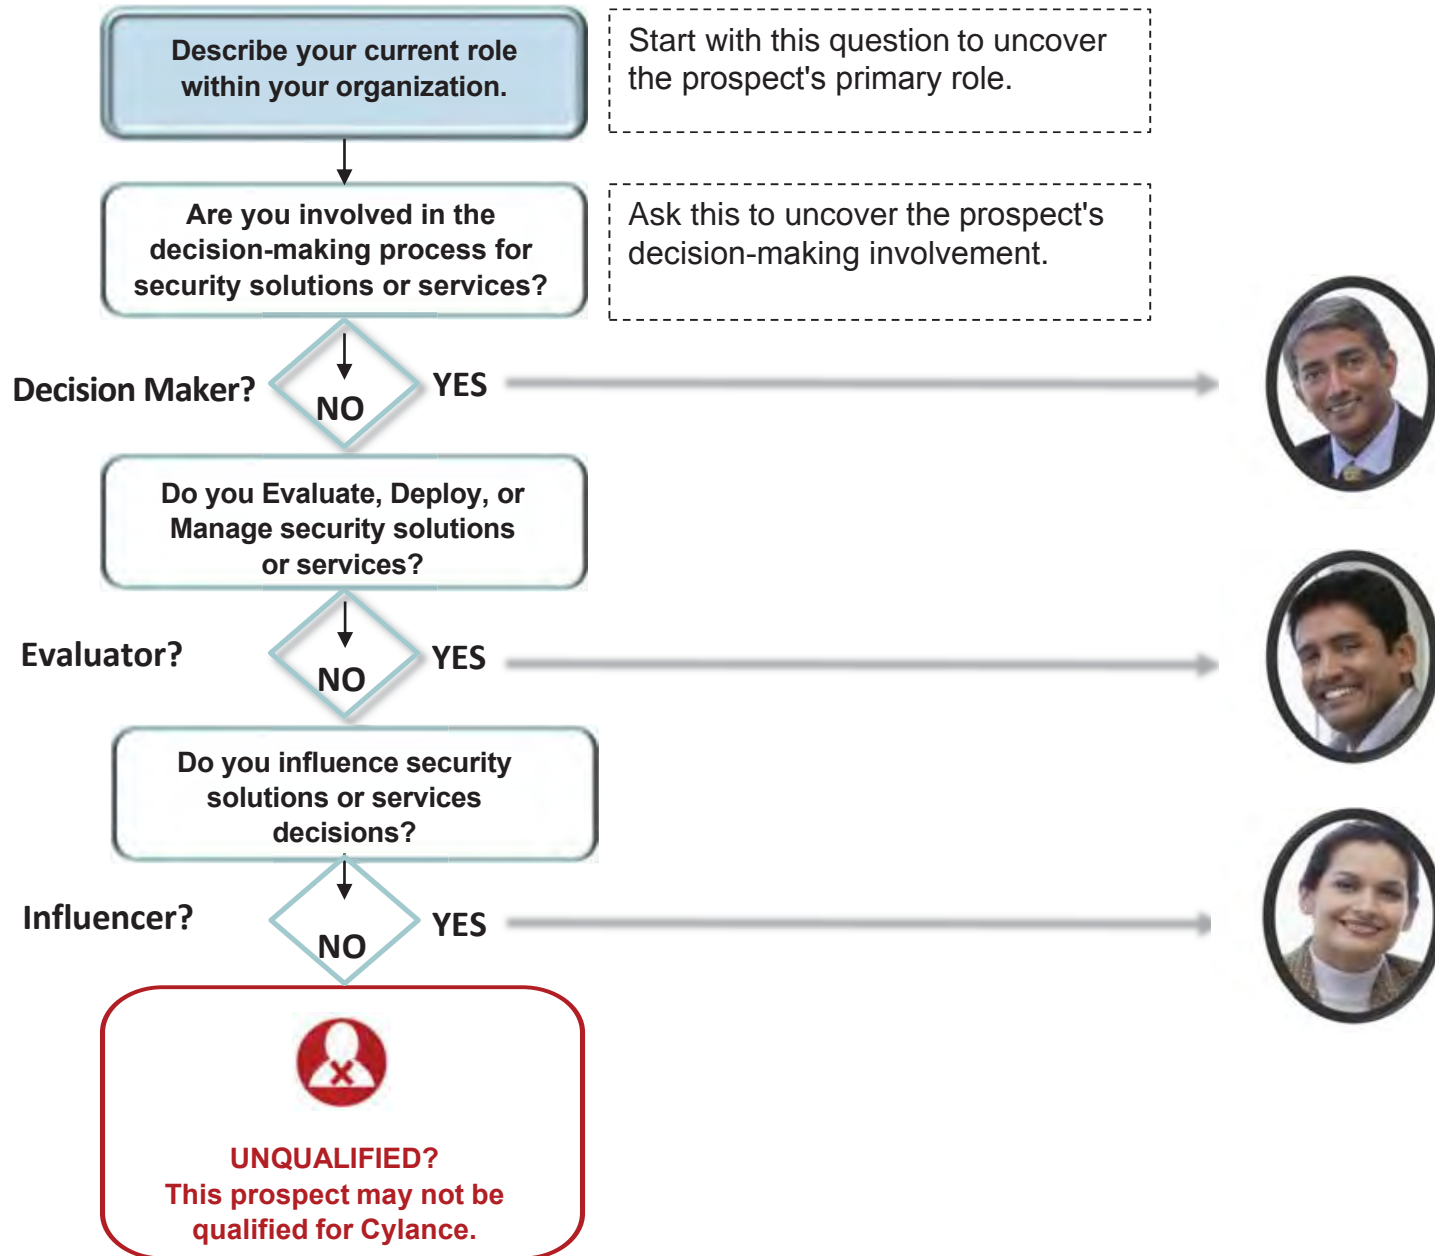 Describe your current role
within your organization.
Start with this question to uncover
the prospect's primary role.
Are you involved in the
decision-making process for
security solutions or services?
Ask this to uncover the prospect's
decision-making involvement.
Decision Maker?
NO
YES
Do you Evaluate, Deploy, or
Manage security solutions
or services?
Evaluator?
NO
YES
Do you influence security
solutions or services
decisions?
Influencer?
NO
YES
UNQUALIFIED?
This prospect may not be
qualified for Cylance.